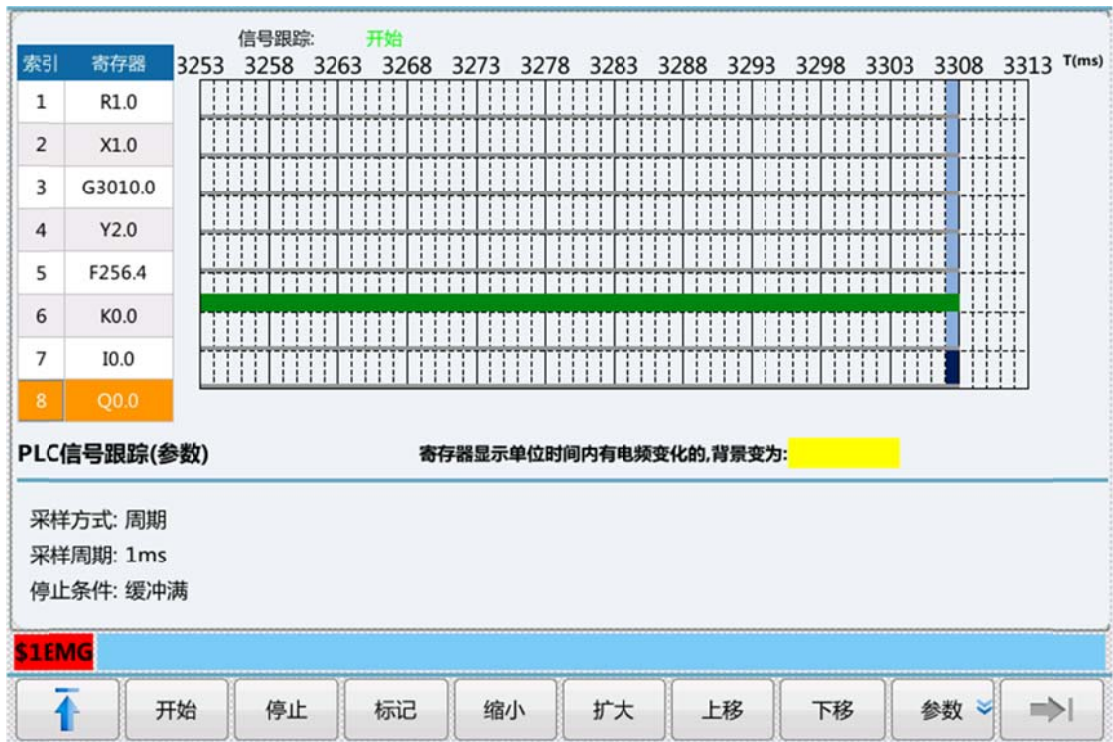 信号跟踪: 开始
索引 寄存器 3253 3258 3263 3268 3273 3278 3283 3288 3293 3298 3303 3308 3313 T(ms)
1 R1.0
2 X1.0
3 G3010.0
4 Y2.0
5 F256.4
6 K0.0
7 I0.0
8 Q0.0
PLC信号跟踪(参数) 寄存器显示单位时间内有电频变化的,背景变为:
采样方式: 周期
采样周期: 1ms
停止条件: 缓冲满
$1EMG
开始 停止 标记 缩小 扩大 上移 下移 参数